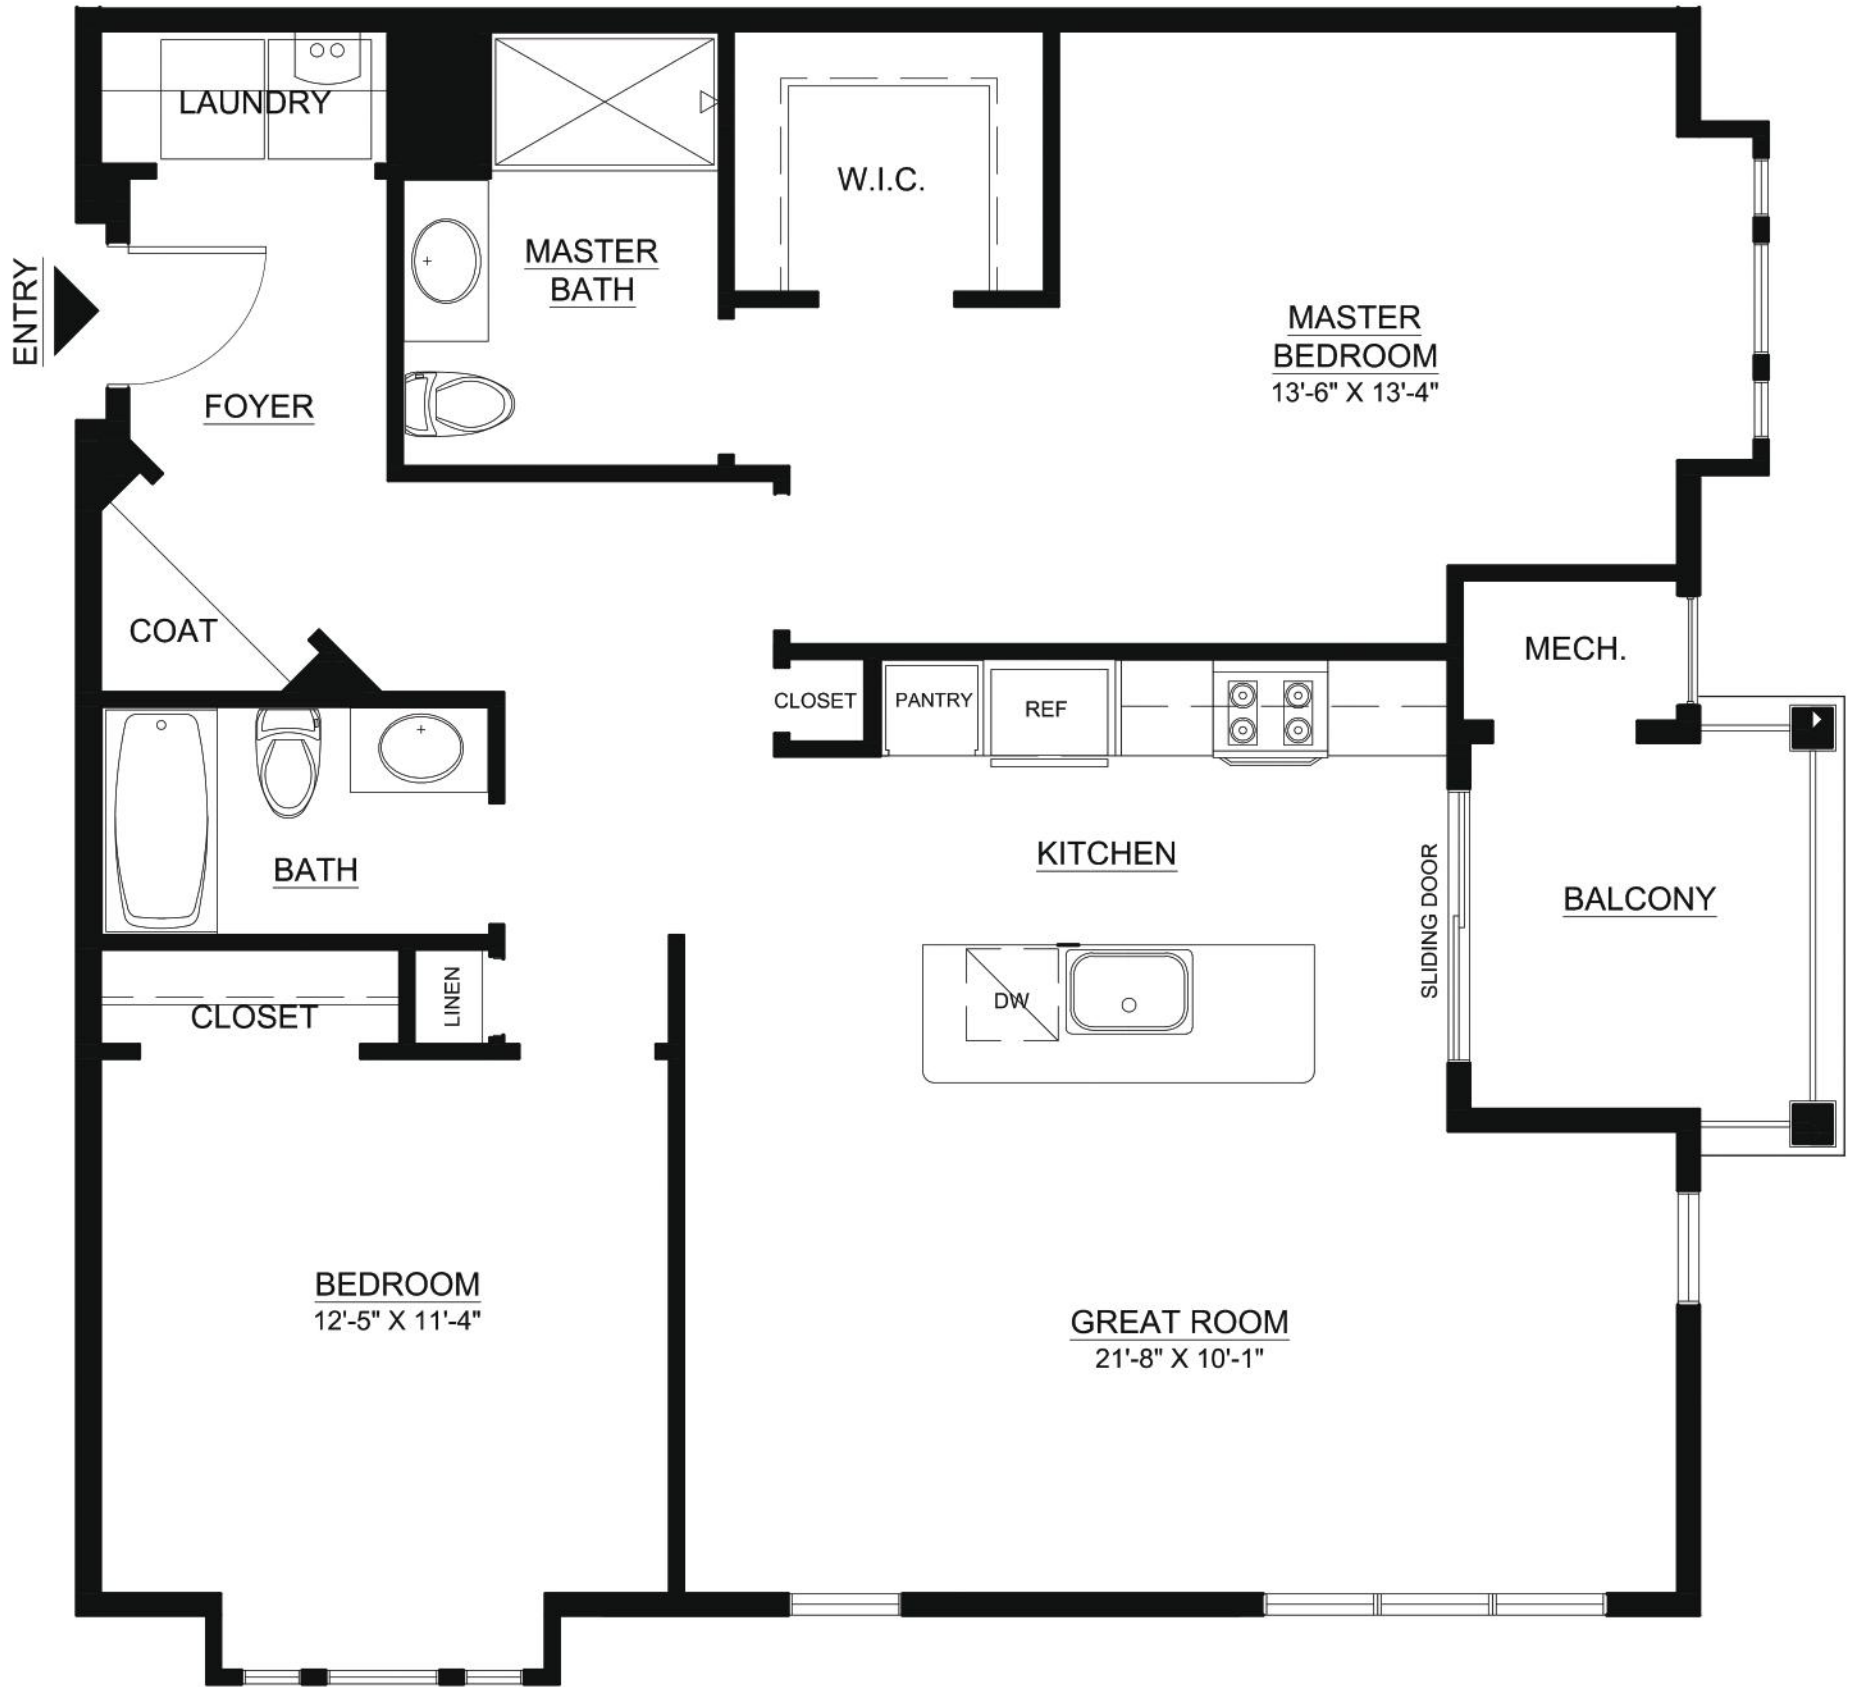 LAUNDRY
W.I.C.
MASTER
BATH
ENTRY
MASTER
BEDROOM
13'-6" X 13'-4"
FOYER
COAT
MECH.
CLOSET
PANTRY
REF
KITCHEN
BATH
SLIDING DOOR
BALCONY
LINEN
CLOSET
DW
BEDROOM
12'-5" X 11'-4"
GREAT ROOM
21'-8" X 10'-1"